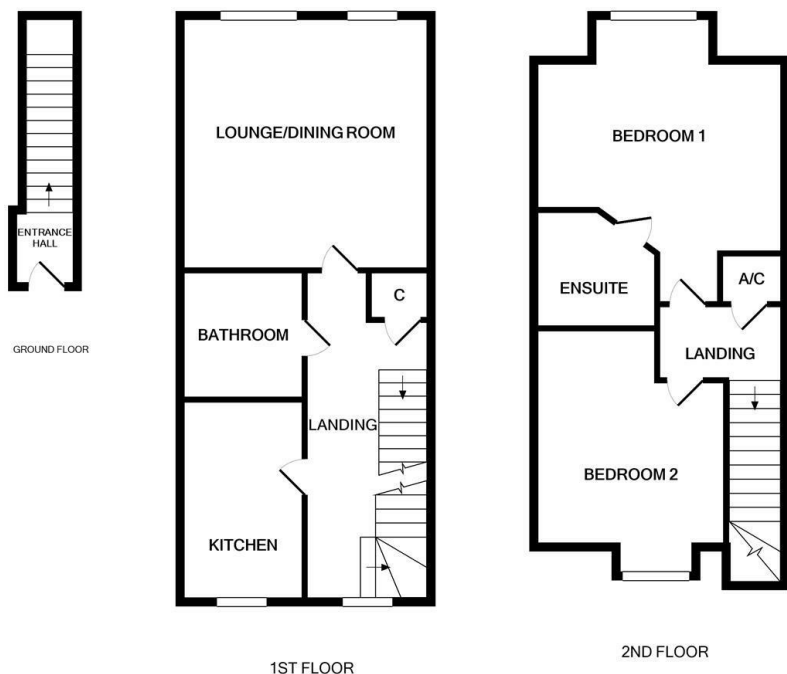 ENTRANCE
HALL
GROUND FLOOR
LOUNGE/DINING ROOM
C
BATHROOM
LANDING
KITCHEN
1ST FLOOR
BEDROOM 1
ENSUITE
A/C
LANDING
BEDROOM 2
2ND FLOOR